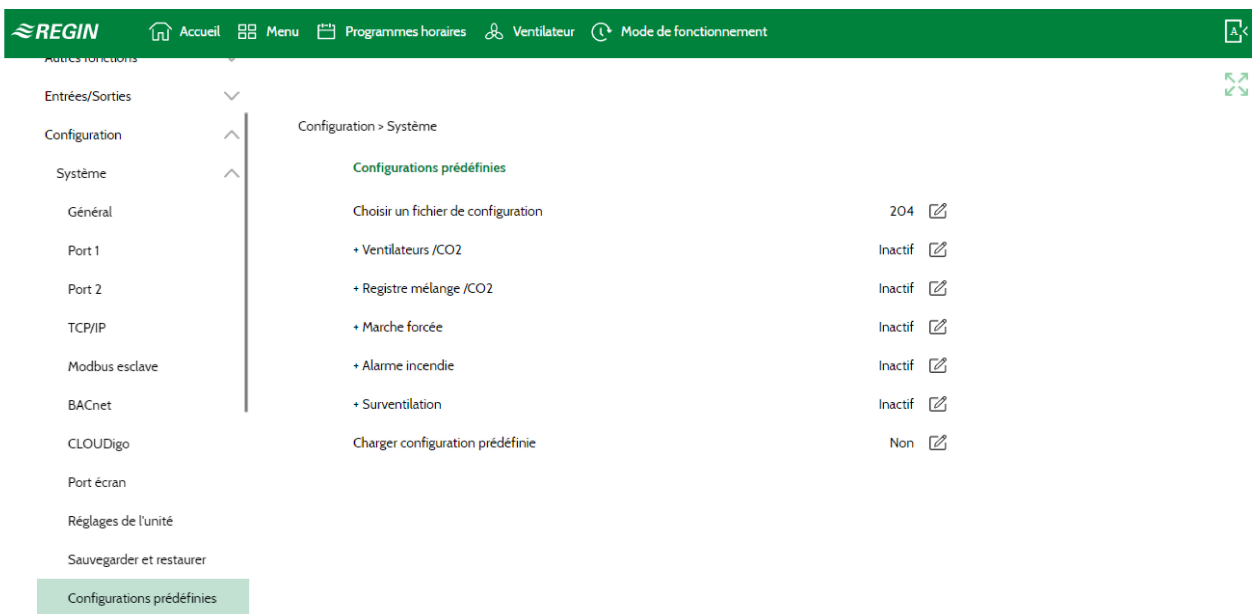 REGIN Accueil Menu Programmes horaires Ventilateur Mode de fonctionnement A
Autres fonctions
Entrées/Sorties
Configuration
Système
Général
Port 1
Port 2
TCP/IP
Modbus esclave
BACnet
CLOUDigo
Port écran
Réglages de l'unité
Sauvegarder et restaurer
Configurations prédéfinies
Configuration > Système
Configurations prédéfinies
Choisir un fichier de configuration 204
+ Ventilateurs /CO2 Inactif
+ Registre mélange /CO2 Inactif
+ Marche forcée Inactif
+ Alarme incendie Inactif
+ Surventilation Inactif
Charger configuration prédéfinie Non